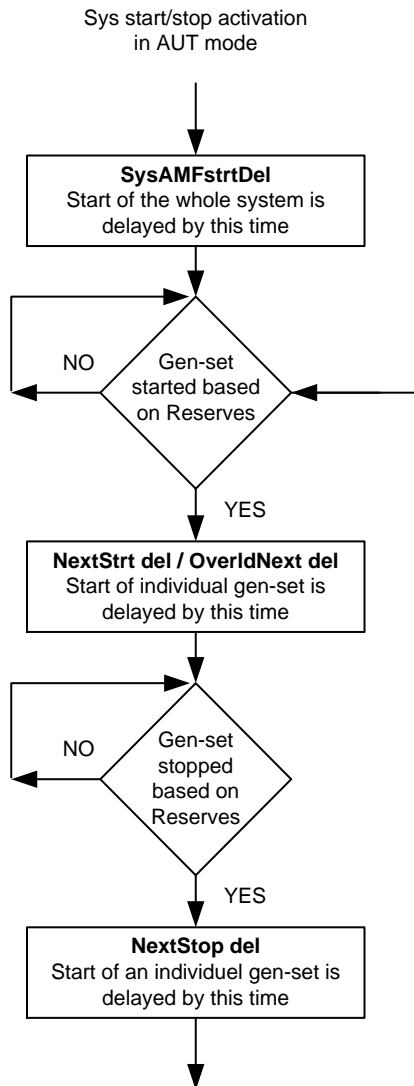 Sys start/stop activation
in AUT mode
SysAMFstrtDel
Start of the whole system is
delayed by this time
NO
Gen-set
started based
on Reserves
YES
NextStrt del / OverldNext del
Start of individual gen-set is
delayed by this time
NO
Gen-set
stopped
based on
Reserves
YES
NextStop del
Start of an individuel gen-set is
delayed by this time